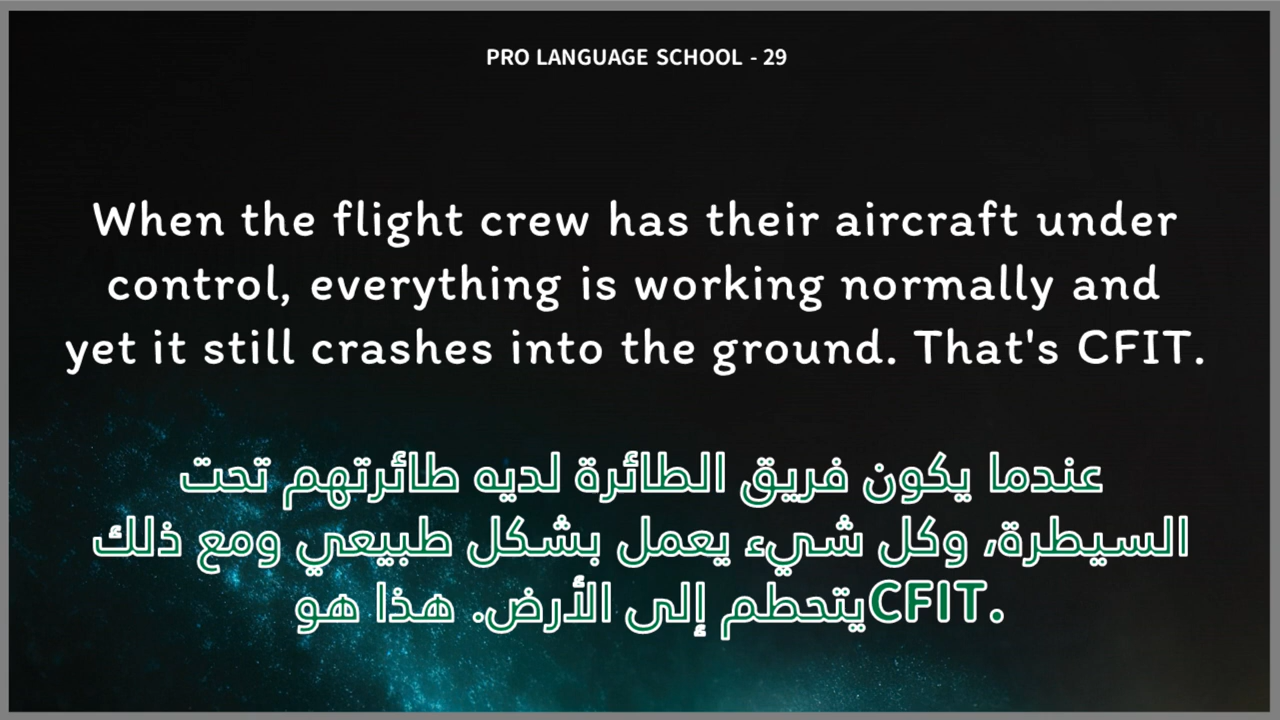 PRO LANGUAGE SCHOOL - 29
When the flight crew has their aircraft under
control, everything is working normally and
yet it still crashes into the ground. That's CFIT.
عندما يكون فريق الطائرة لديه طائرتهم تحت
السيطرة، وكل شيء يعمل بشكل طبيعي ومع ذلك
يتحطم إلى الأرض. هذا هو CFIT.